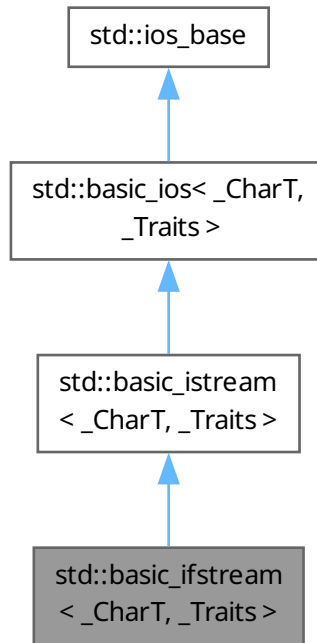 std::ios_base
std::basic_ios< _CharT,
_Traits >
std::basic_istream
< _CharT, _Traits >
std::basic_ifstream
< _CharT, _Traits >